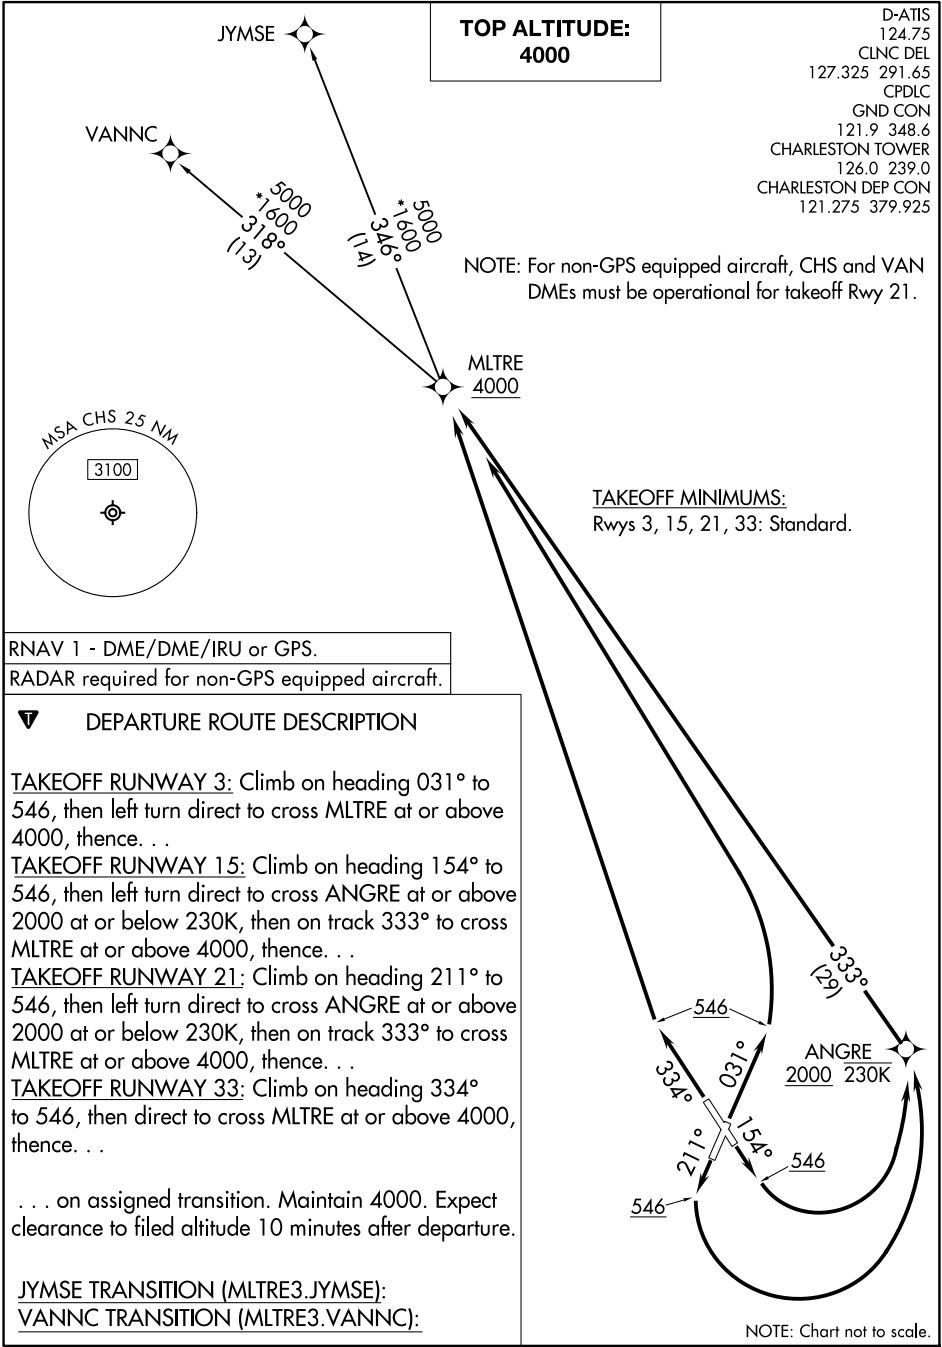 TOP ALTITUDE:
4000
D-ATIS
124.75
CLNC DEL
127.325 291.65
CPDLC
GND CON
121.9 348.6
CHARLESTON TOWER
126.0 239.0
CHARLESTON DEP CON
121.275 379.925
JYMSE
VANNC
5000
*1600
318°
(13)
5000
*1600
346°
(14)
NOTE: For non-GPS equipped aircraft, CHS and VAN
DMEs must be operational for takeoff Rwy 21.
MLTRE
4000
MSA CHS 25 NM
3100
TAKEOFF MINIMUMS:
Rwys 3, 15, 21, 33: Standard.
RNAV 1 - DME/DME/IRU or GPS.
RADAR required for non-GPS equipped aircraft.
T DEPARTURE ROUTE DESCRIPTION
TAKEOFF RUNWAY 3: Climb on heading 031° to
546, then left turn direct to cross MLTRE at or above
4000, thence. . .
TAKEOFF RUNWAY 15: Climb on heading 154° to
546, then left turn direct to cross ANGRE at or above
2000 at or below 230K, then on track 333° to cross
MLTRE at or above 4000, thence. . .
TAKEOFF RUNWAY 21: Climb on heading 211° to
546, then left turn direct to cross ANGRE at or above
2000 at or below 230K, then on track 333° to cross
MLTRE at or above 4000, thence. . .
TAKEOFF RUNWAY 33: Climb on heading 334°
to 546, then direct to cross MLTRE at or above 4000,
thence. . .
. . . on assigned transition. Maintain 4000. Expect
clearance to filed altitude 10 minutes after departure.
JYMSE TRANSITION (MLTRE3.JYMSE):
VANNC TRANSITION (MLTRE3.VANNC):
333°
(29)
546
ANGRE
2000 230K
334°
031°
211°
154°
546
546
NOTE: Chart not to scale.